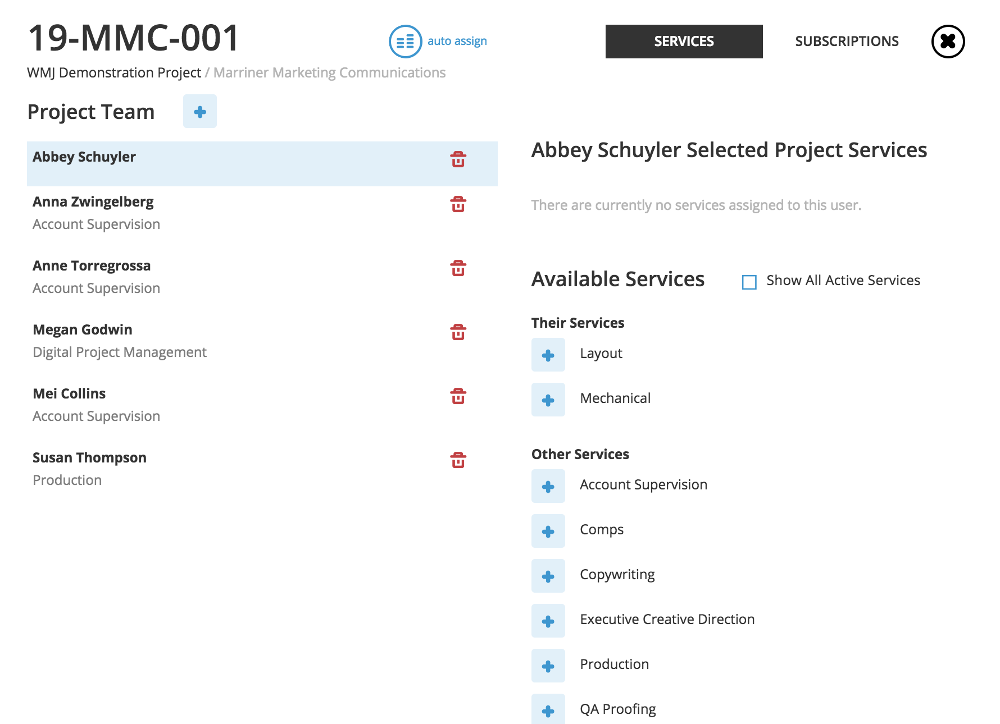 19-MMC-001
auto assign
SERVICES
SUBSCRIPTIONS
WMJ Demonstration Project / Marriner Marketing Communications
Project Team
Abbey Schuyler
Anna Zwingelberg
Account Supervision
Anne Torregrossa
Account Supervision
Megan Godwin
Digital Project Management
Mei Collins
Account Supervision
Susan Thompson
Production
Abbey Schuyler Selected Project Services
There are currently no services assigned to this user.
Available Services
Show All Active Services
Their Services
Layout
Mechanical
Other Services
Account Supervision
Comps
Copywriting
Executive Creative Direction
Production
QA Proofing